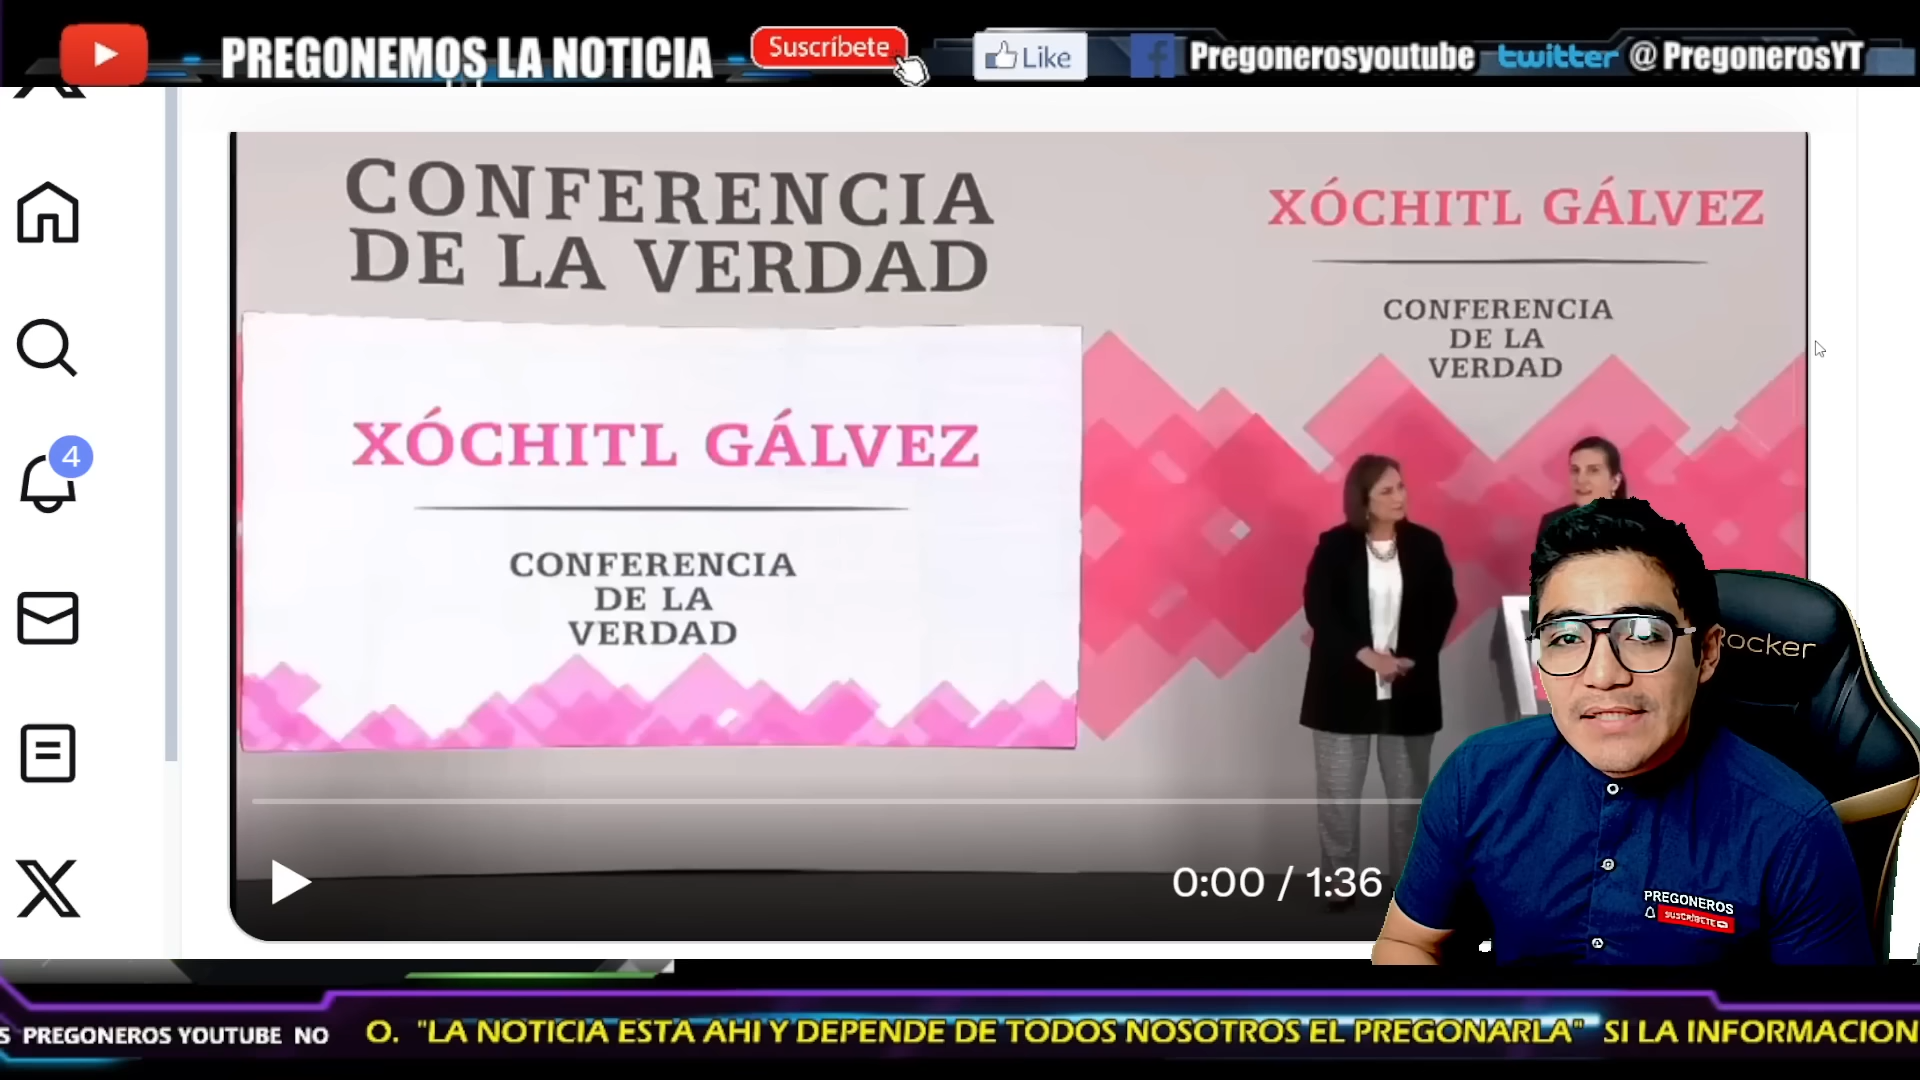 PREGONEMOS LA NOTICIA
Suscríbete
Like
Pregonerosyoutube
twitter @PregonerosYT
4
CONFERENCIA
DE LA VERDAD
XÓCHITL GÁLVEZ
CONFERENCIA
DE LA
VERDAD
XÓCHITL GÁLVEZ
CONFERENCIA
DE LA
VERDAD
Rocker
PREGONEROS
SUSCRÍBETE
0:00 / 1:36
S PREGONEROS YOUTUBE NO
O. "LA NOTICIA ESTA AHI Y DEPENDE DE TODOS NOSOTROS EL PREGONARLA" SI LA INFORMACION